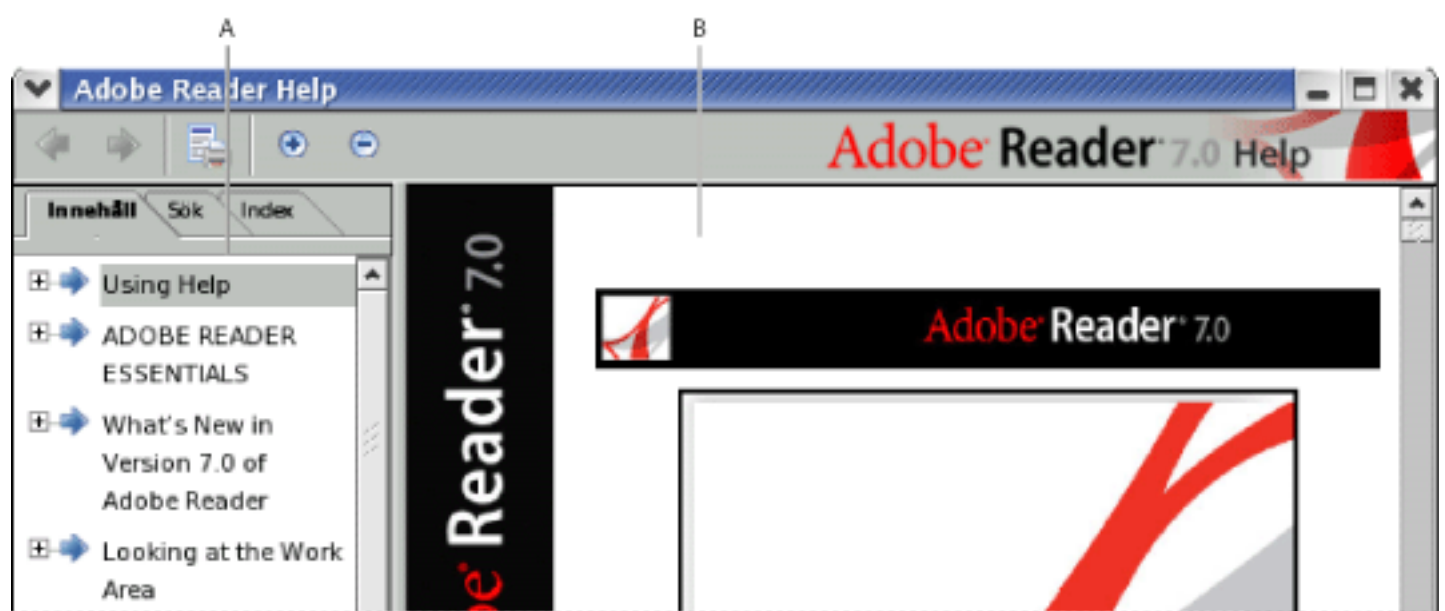 A
B
Adobe Reader Help
Adobe Reader 7.0 Help
Innehåll Sök Index
Using Help
ADOBE READER
ESSENTIALS
What's New in
Version 7.0 of
Adobe Reader
Looking at the Work
Area
Reader 7.0
Adobe Reader 7.0